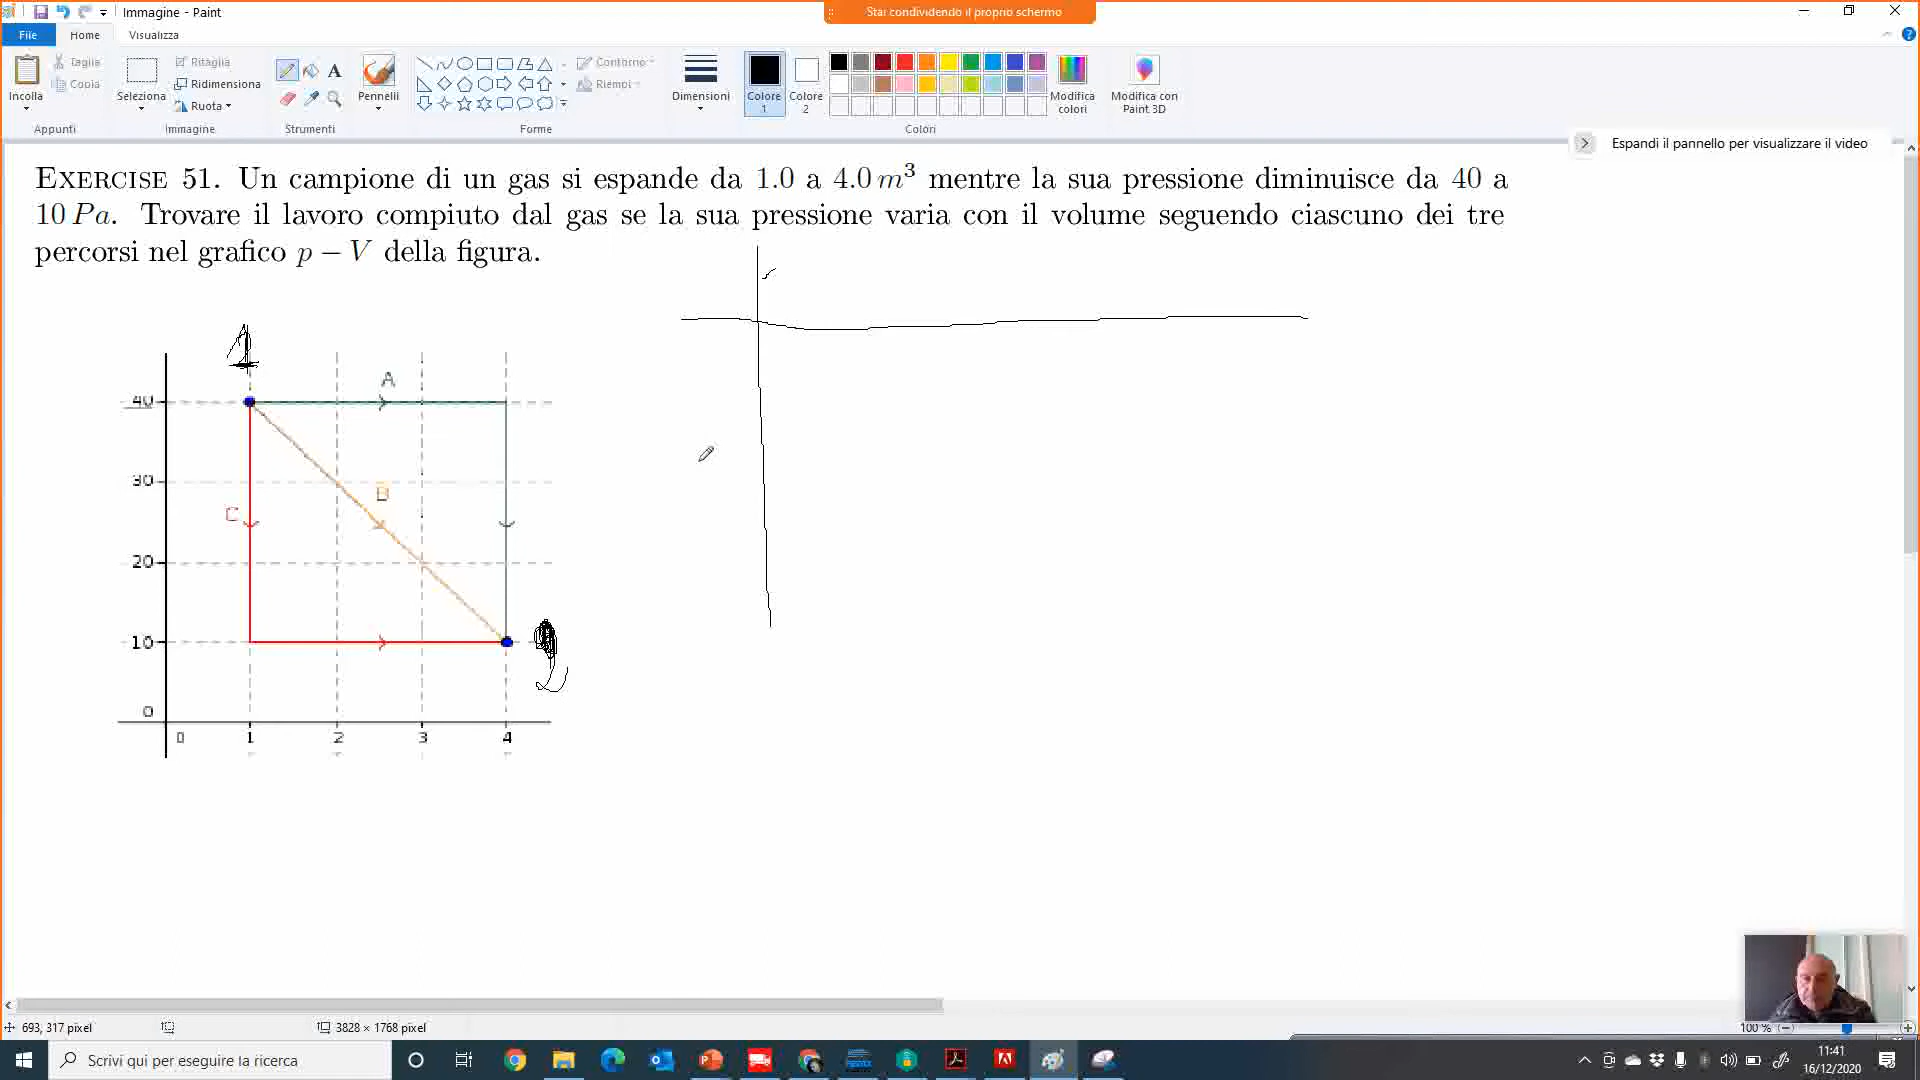 Immagine - Paint
Stai condividendo il proprio schermo
File Home Visualizza
Incolla
Taglia
Copia
Appunti
Seleziona
Ritaglia
Ridimensiona
Ruota
Immagine
Strumenti
Pennelli
Contorno
Riempi
Forme
Dimensioni
Colore 1
Colore 2
Colori
Modifica colori
Modifica con Paint 3D
Espandi il pannello per visualizzare il video
EXERCISE 51. Un campione di un gas si espande da 1.0 a 4.0 m³ mentre la sua pressione diminuisce da 40 a
10 Pa. Trovare il lavoro compiuto dal gas se la sua pressione varia con il volume seguendo ciascuno dei tre
percorsi nel grafico p − V della figura.
1
A
40
30
B
C
20
10
2
0
0 1 2 3 4
693, 317 pixel
3828 × 1768 pixel
100 %
Scrivi qui per eseguire la ricerca
11:41
16/12/2020